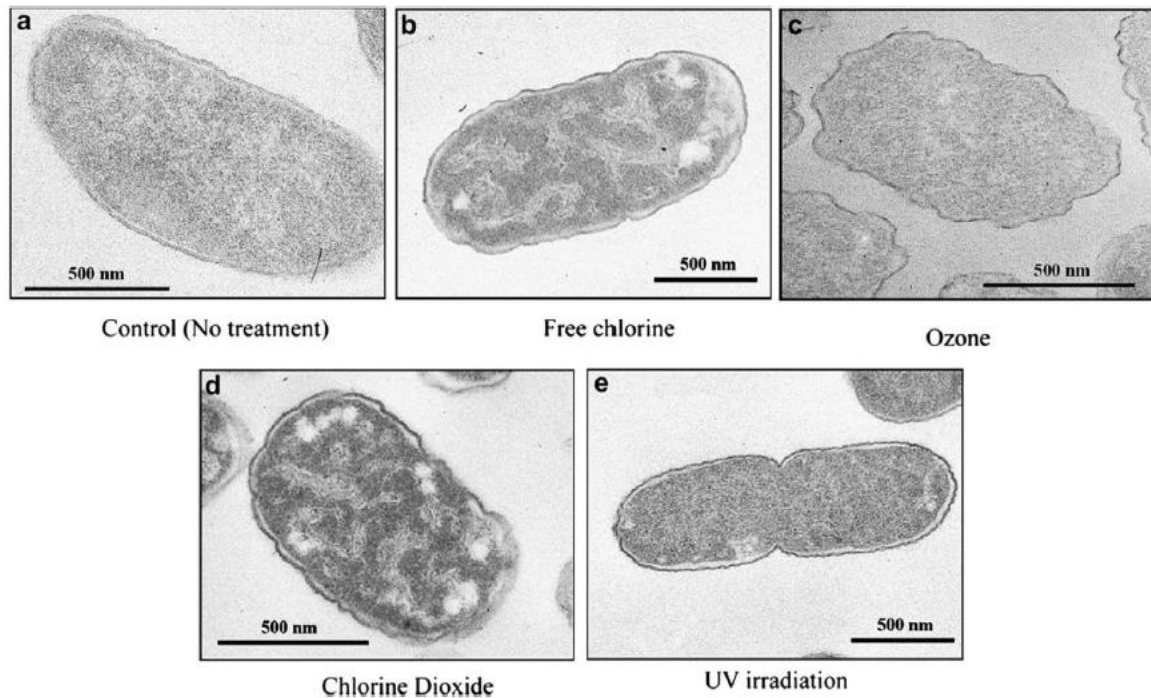 a
500 nm
Control (No treatment)
b
500 nm
Free chlorine
c
500 nm
Ozone
d
500 nm
Chlorine Dioxide
e
500 nm
UV irradiation